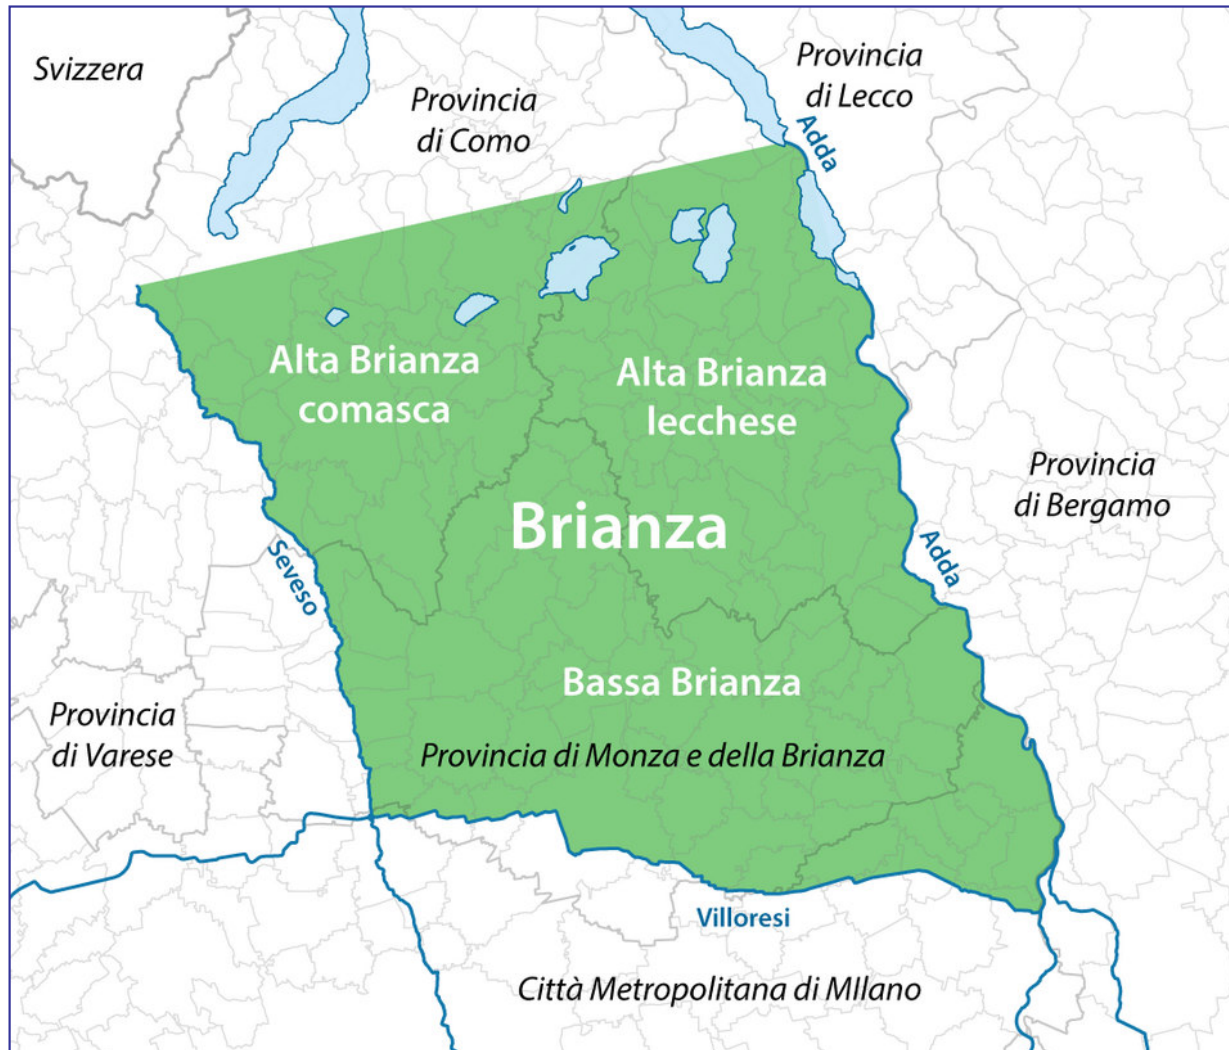 Svizzera
Provincia
di Como
Provincia
di Lecco
Adda
Alta Brianza
comasca
Alta Brianza
lecchese
Provincia
di Bergamo
Brianza
Seveso
Adda
Bassa Brianza
Provincia
di Varese
Provincia di Monza e della Brianza
Villoresi
Città Metropolitana di MIlano